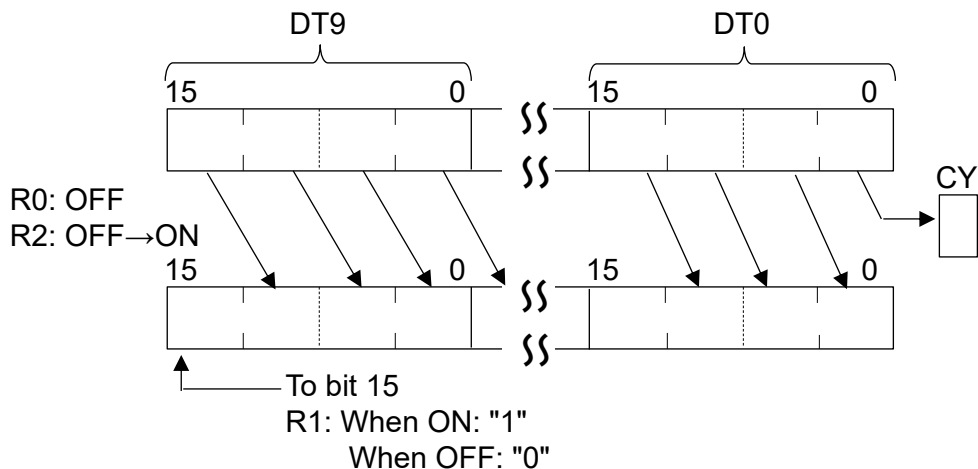 DT9 DT0
15 0 15 0
CY
R0: OFF
R2: OFF→ON
15 0 15 0
To bit 15
R1: When ON: "1"
When OFF: "0"